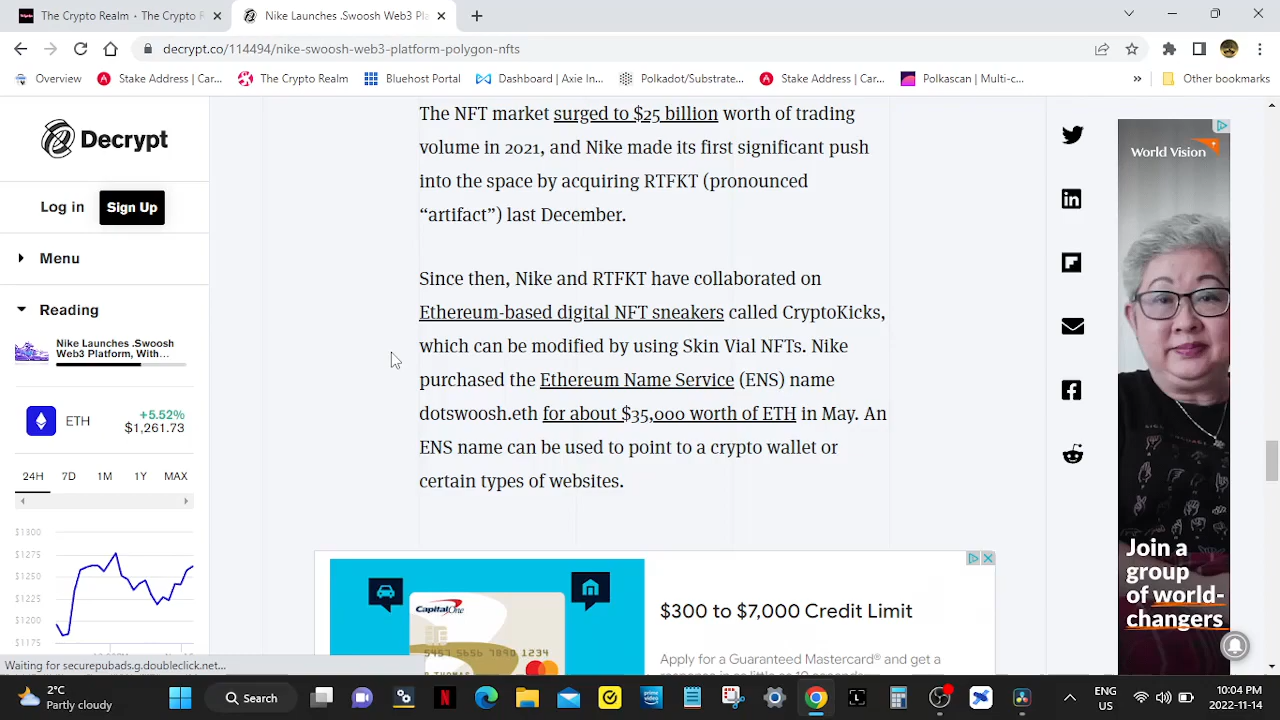 The Crypto Realm - The Crypto R
Nike Launches .Swoosh Web3 Pla
decrypt.co/114494/nike-swoosh-web3-platform-polygon-nfts
Overview
Stake Address | Car...
The Crypto Realm
Bluehost Portal
Dashboard | Axie In...
Polkadot/Substrate...
Stake Address | Car...
Polkascan | Multi-c...
»
Other bookmarks
Decrypt
Log in
Sign Up
Menu
Reading
Nike Launches .Swoosh
Web3 Platform, With...
ETH
+5.52%
$1,261.73
24H 7D 1M 1Y MAX
$1300
$1275
$1250
$1225
$1200
$1175
The NFT market surged to $25 billion worth of trading
volume in 2021, and Nike made its first significant push
into the space by acquiring RTFKT (pronounced
“artifact”) last December.
Since then, Nike and RTFKT have collaborated on
Ethereum-based digital NFT sneakers called CryptoKicks,
which can be modified by using Skin Vial NFTs. Nike
purchased the Ethereum Name Service (ENS) name
dotswoosh.eth for about $35,000 worth of ETH in May. An
ENS name can be used to point to a crypto wallet or
certain types of websites.
CapitalOne
5457 5656 7890 1234
$300 to $7,000 Credit Limit
Apply for a Guaranteed Mastercard® and get a
World Vision
Join a
group
of world-
changers
Waiting for securepubads.g.doubleclick.net...
2°C
Partly cloudy
Search
prime
video
ENG
US
10:04 PM
2022-11-14